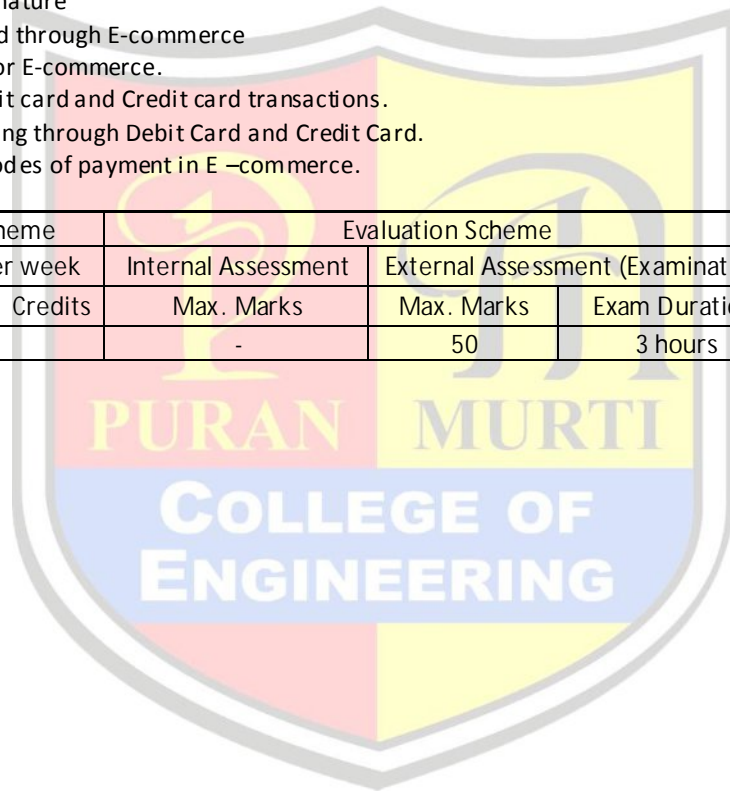 nature
d through E-commerce
or E-commerce.
it card and Credit card transactions.
ng through Debit Card and Credit Card.
odes of payment in E –commerce.
heme Evaluation Scheme
er week Internal Assessment External Assessment (Examinat
Credits Max. Marks Max. Marks Exam Duratio
- 50 3 hours
PURAN MURTI
COLLEGE OF
ENGINEERING